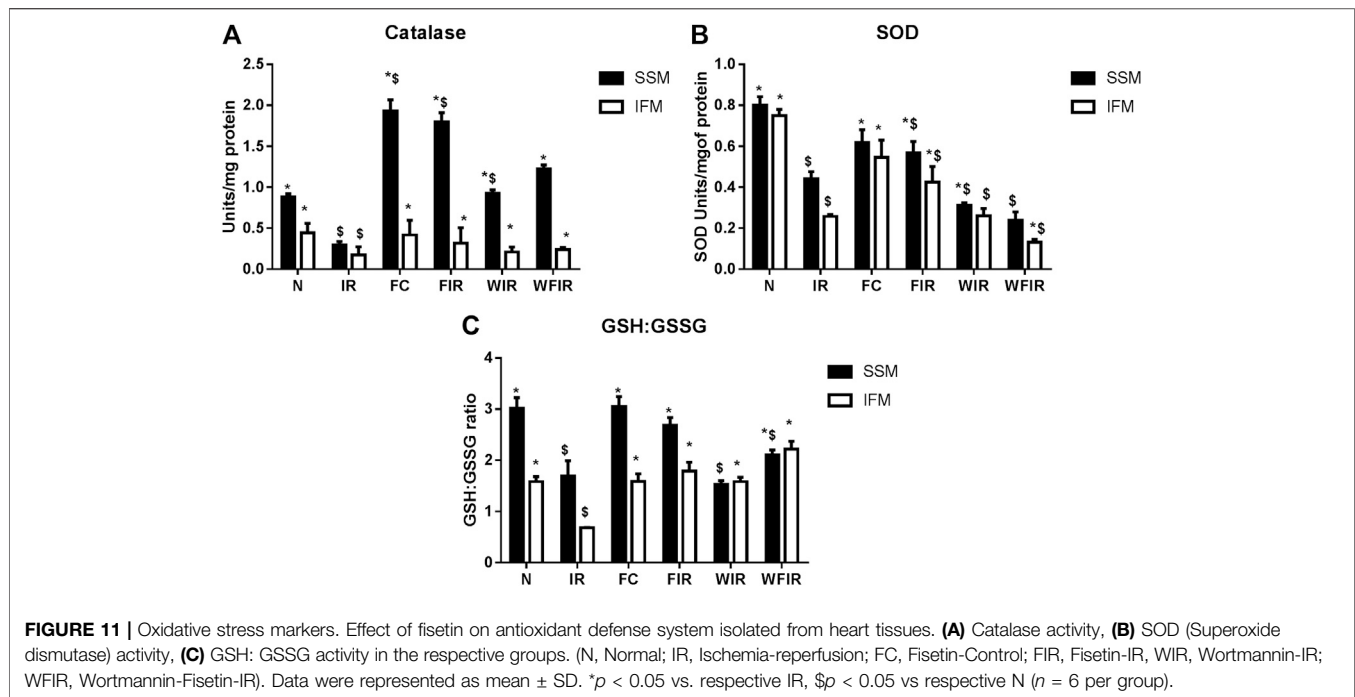 A
Catalase
Units/mg protein
2.5
2.0
1.5
1.0
0.5
0.0
SSM
IFM
* * $ $ *$ * *$ * *$ * * *
N IR FC FIR WIR WFIR
B
SOD
SOD Units/mgof protein
1.0
0.8
0.6
0.4
0.2
0.0
SSM
IFM
* * $ $ * * *$ *$ *$ $ $ *$
N IR FC FIR WIR WFIR
C
GSH:GSSG
GSH:GSSG ratio
4
3
2
1
0
SSM
IFM
* * $ $ * * * * $ * *$ *
N IR FC FIR WIR WFIR
FIGURE 11 | Oxidative stress markers. Effect of fisetin on antioxidant defense system isolated from heart tissues. (A) Catalase activity, (B) SOD (Superoxide
dismutase) activity, (C) GSH: GSSG activity in the respective groups. (N, Normal; IR, Ischemia-reperfusion; FC, Fisetin-Control; FIR, Fisetin-IR, WIR, Wortmannin-IR;
WFIR, Wortmannin-Fisetin-IR). Data were represented as mean ± SD. *p < 0.05 vs. respective IR, $p < 0.05 vs respective N (n = 6 per group).